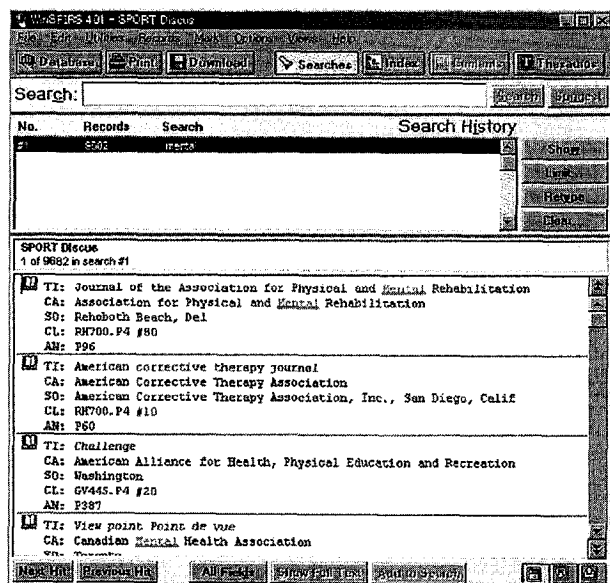 WinSPIRS 4.01 - SPORT Discus
File Edit Utilities Records Mark Options Views Help
Database Print Download Searches Index Contents Thesaurus
Search: Search Suggest
No. Records Search Search History
#1 mental Show
Retype
Clear
SPORT Discus
1 of 9682 in search #1
TI: Journal of the Association for Physical and Mental Rehabilitation
CA: Association for Physical and Mental Rehabilitation
SO: Rehoboth Beach, Del
CL: RM700.P4 #80
AN: P96
TI: American corrective therapy journal
CA: American Corrective Therapy Association
SO: American Corrective Therapy Association, Inc., San Diego, Calif
CL: RM700.P4 #10
AN: P60
TI: Challenge
CA: American Alliance for Health, Physical Education and Recreation
SO: Washington
CL: GV445.P4 #20
AN: P387
TI: View point Point de vue
CA: Canadian Mental Health Association
SO: Toronto
Next Hit Previous Hit All Fields Show Full Text Add to Search